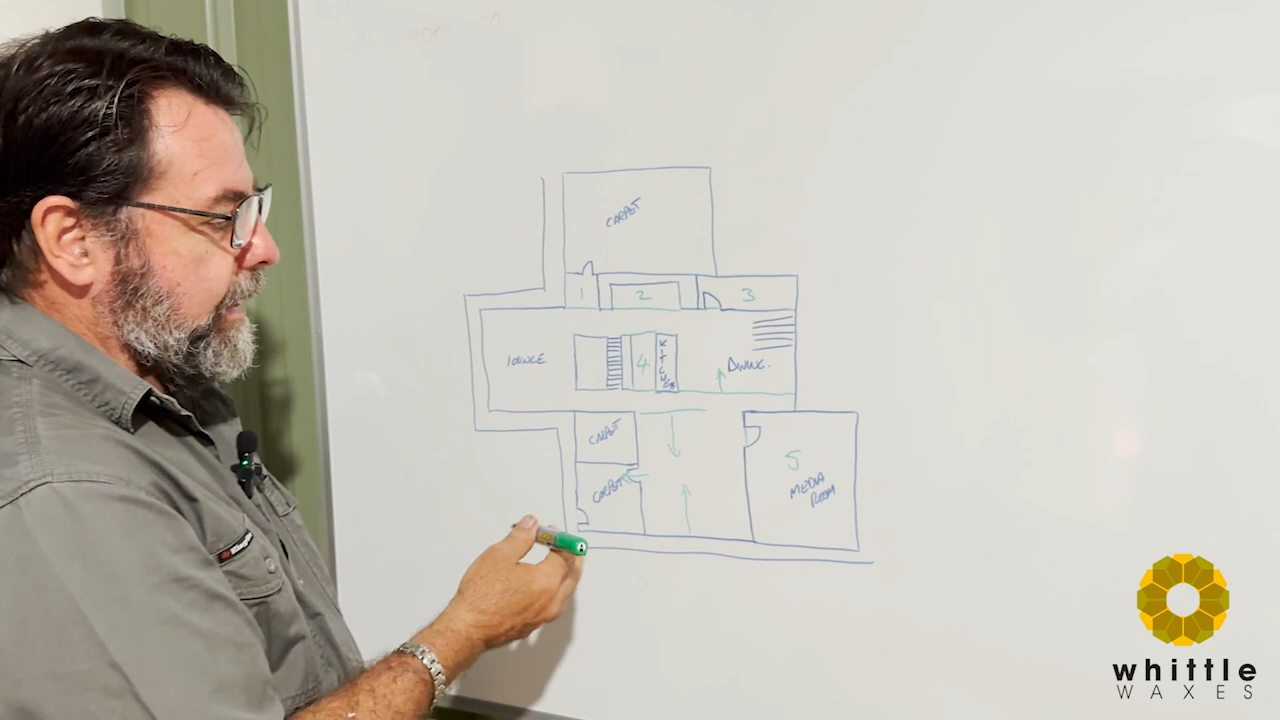 CARPET
1
2
3
LOUNGE
4
KITCHEN
DINING.
CARPET
CARPET
5
MEDIA
ROOM
whittle
WAXES